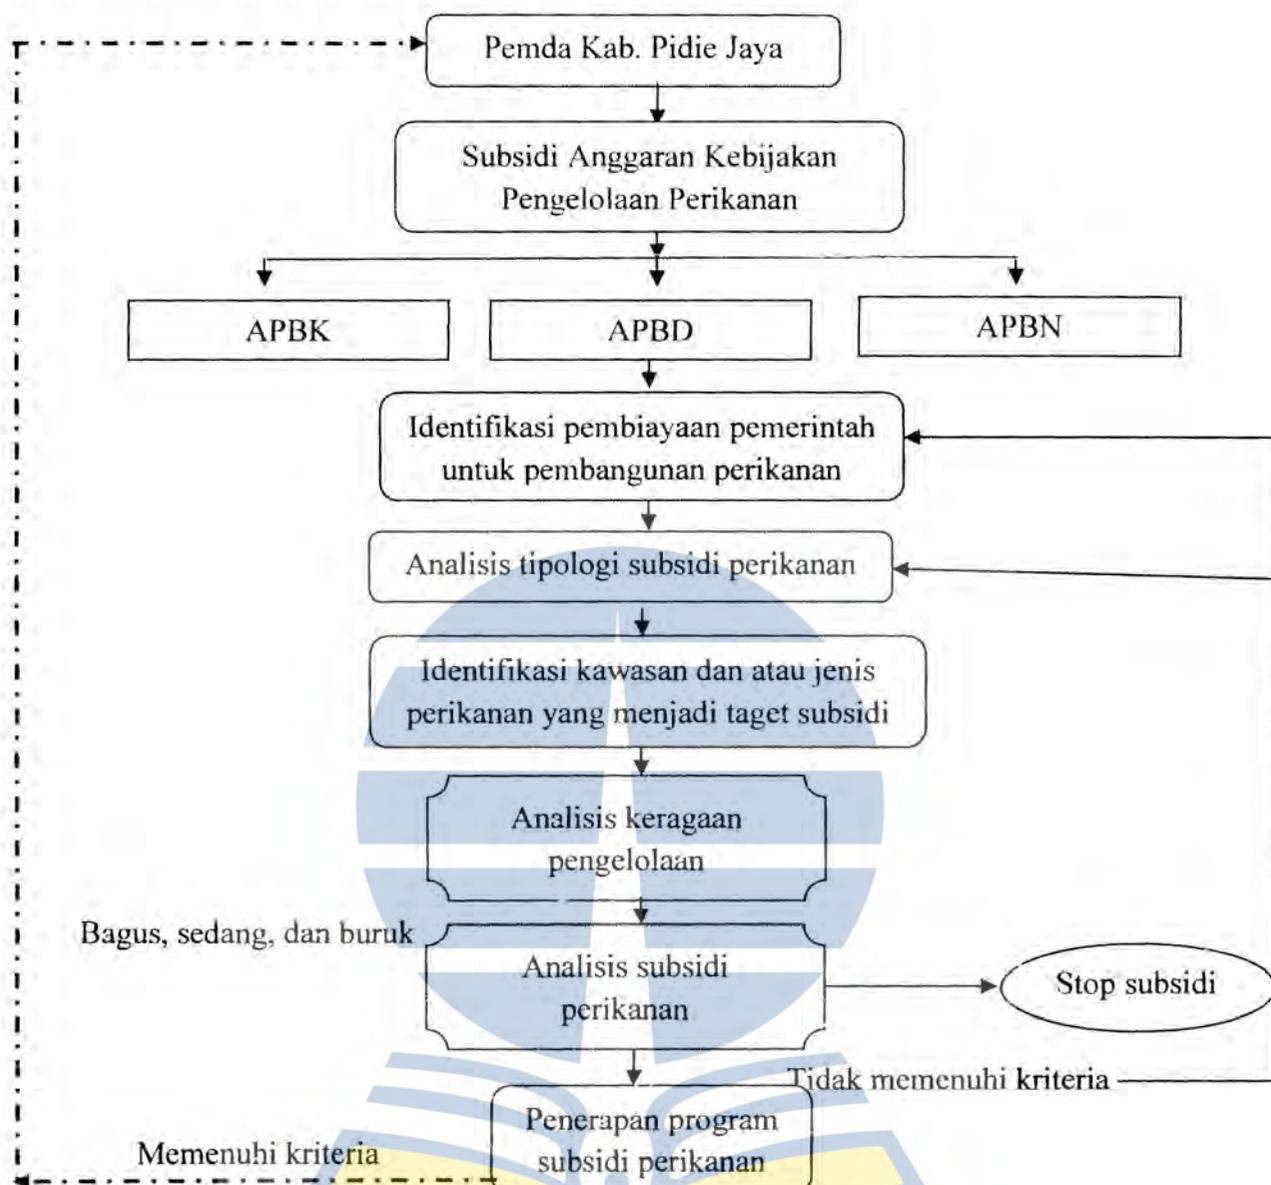 Pemda Kab. Pidie Jaya
Subsidi Anggaran Kebijakan
Pengelolaan Perikanan
APBK
APBD
APBN
Identifikasi pembiayaan pemerintah
untuk pembangunan perikanan
Analisis tipologi subsidi perikanan
Identifikasi kawasan dan atau jenis
perikanan yang menjadi taget subsidi
Analisis keragaan
pengelolaan
Bagus, sedang, dan buruk
Analisis subsidi
perikanan
Stop subsidi
Tidak memenuhi kriteria
Penerapan program
subsidi perikanan
Memenuhi kriteria